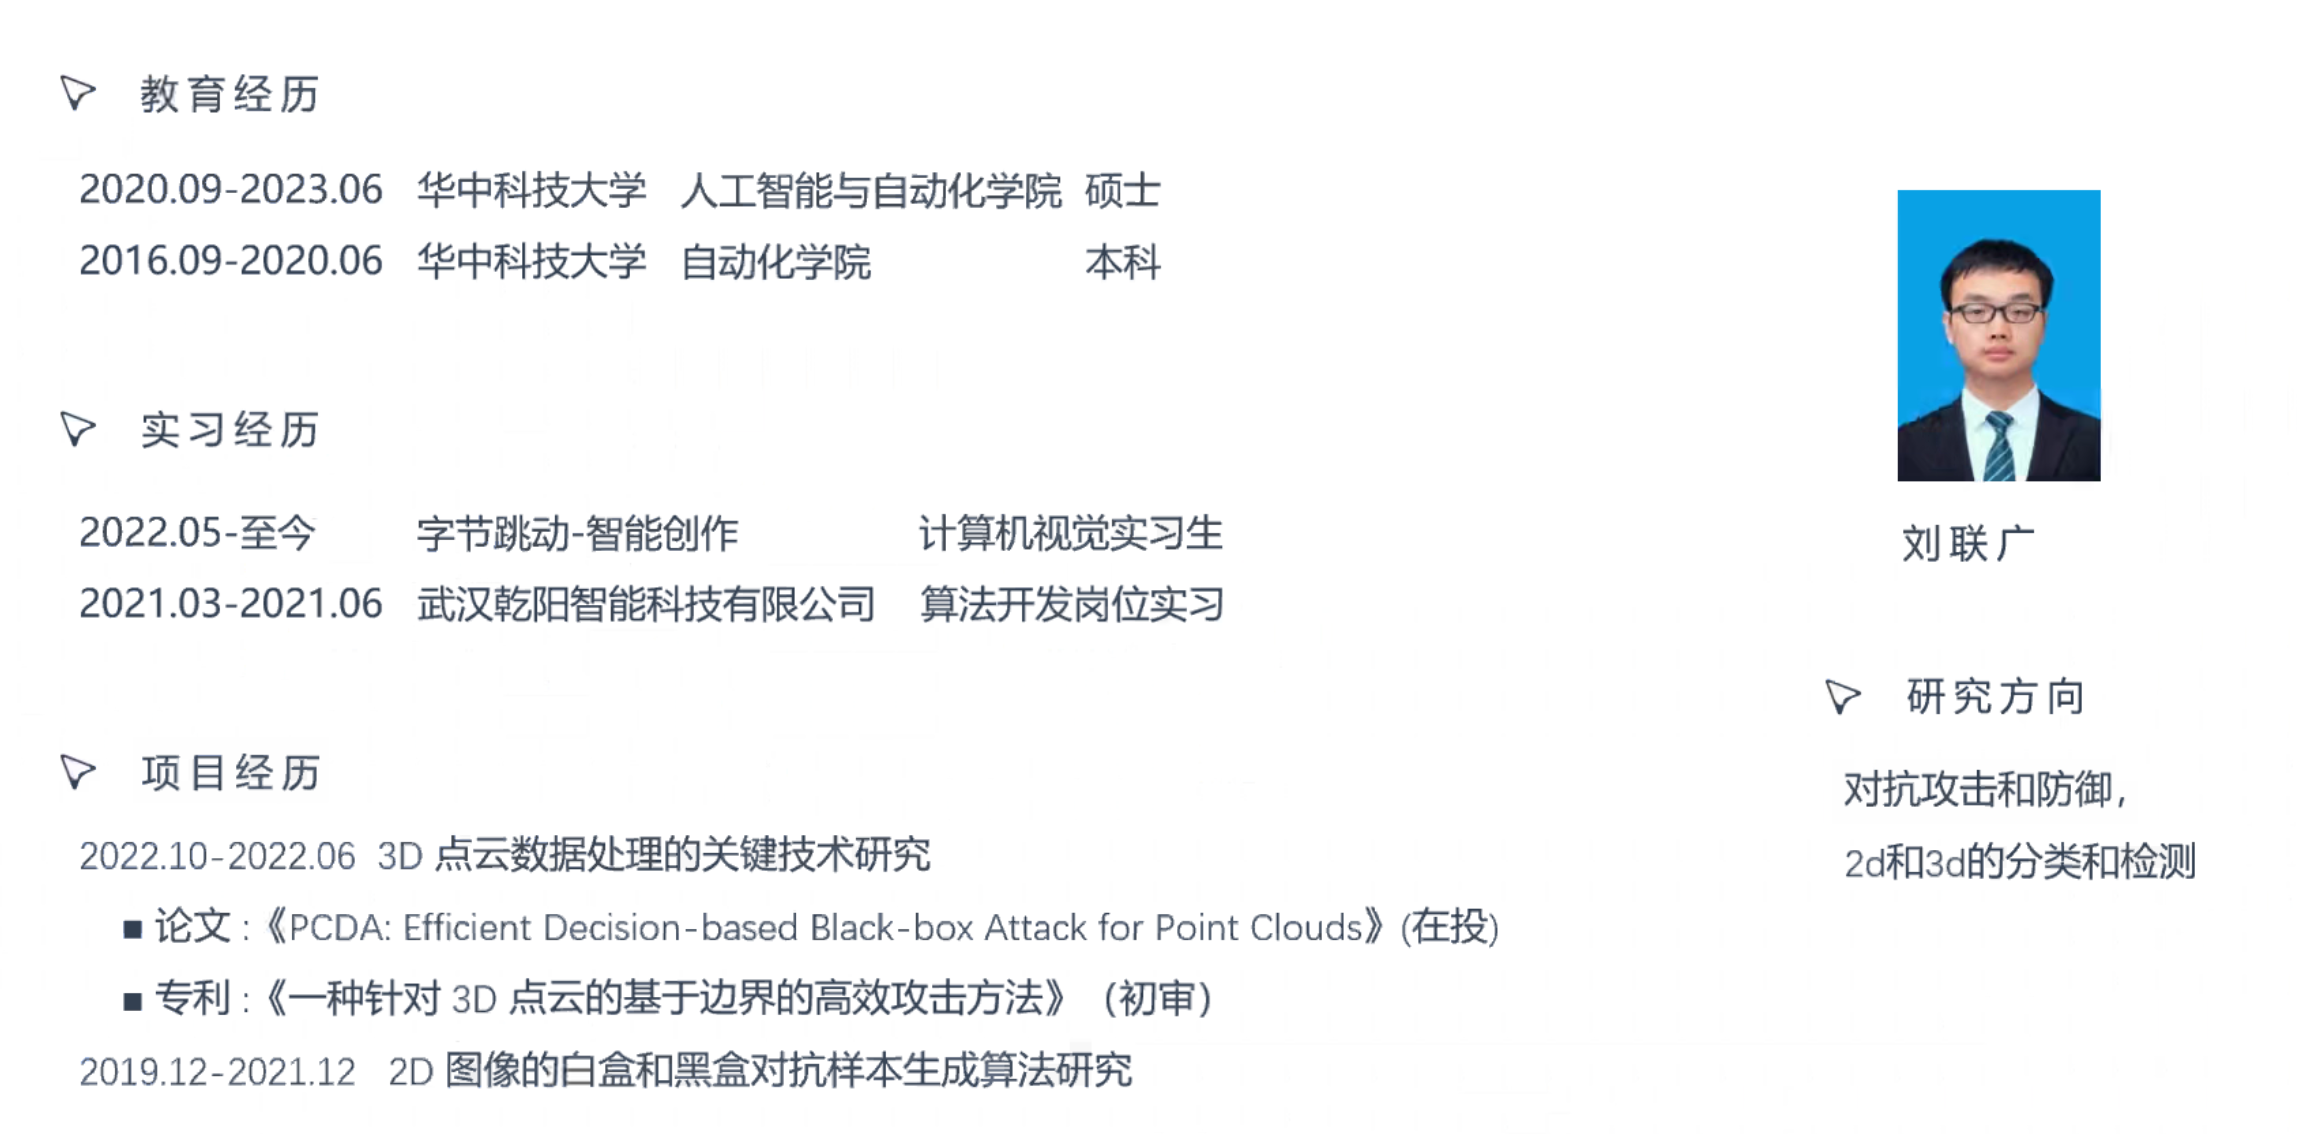 教育经历
2020.09-2023.06 华中科技大学 人工智能与自动化学院 硕士
2016.09-2020.06 华中科技大学 自动化学院 本科
实习经历
2022.05-至今 字节跳动-智能创作 计算机视觉实习生
2021.03-2021.06 武汉乾阳智能科技有限公司 算法开发岗位实习
项目经历
2022.10-2022.06 3D 点云数据处理的关键技术研究
■ 论文：《PCDA: Efficient Decision-based Black-box Attack for Point Clouds》(在投)
■ 专利：《一种针对 3D 点云的基于边界的高效攻击方法》（初审）
2019.12-2021.12 2D 图像的白盒和黑盒对抗样本生成算法研究
刘联广
研究方向
对抗攻击和防御，
2d和3d的分类和检测